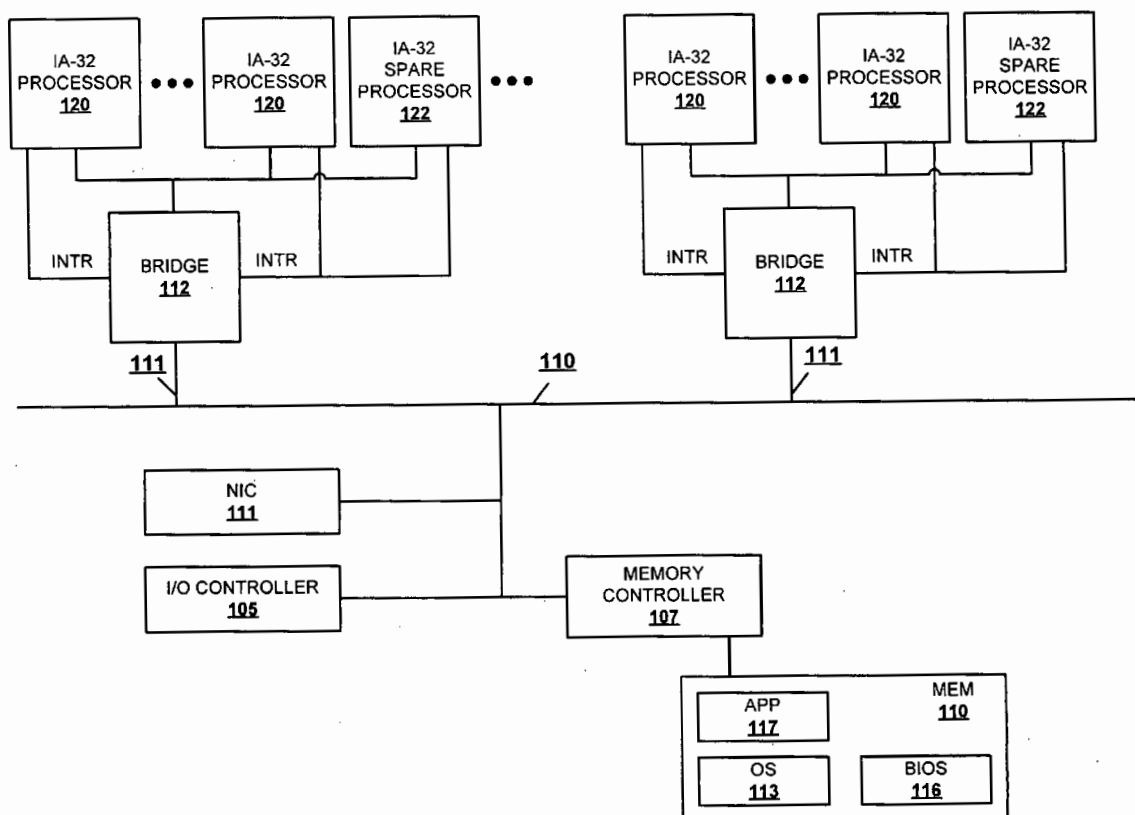 IA-32
PROCESSOR
120
IA-32
PROCESSOR
120
IA-32
SPARE
PROCESSOR
122
IA-32
PROCESSOR
120
IA-32
PROCESSOR
120
IA-32
SPARE
PROCESSOR
122
INTR
BRIDGE
112
INTR
INTR
BRIDGE
112
INTR
111
110
111
NIC
111
I/O CONTROLLER
105
MEMORY
CONTROLLER
107
MEM
110
APP
117
OS
113
BIOS
116